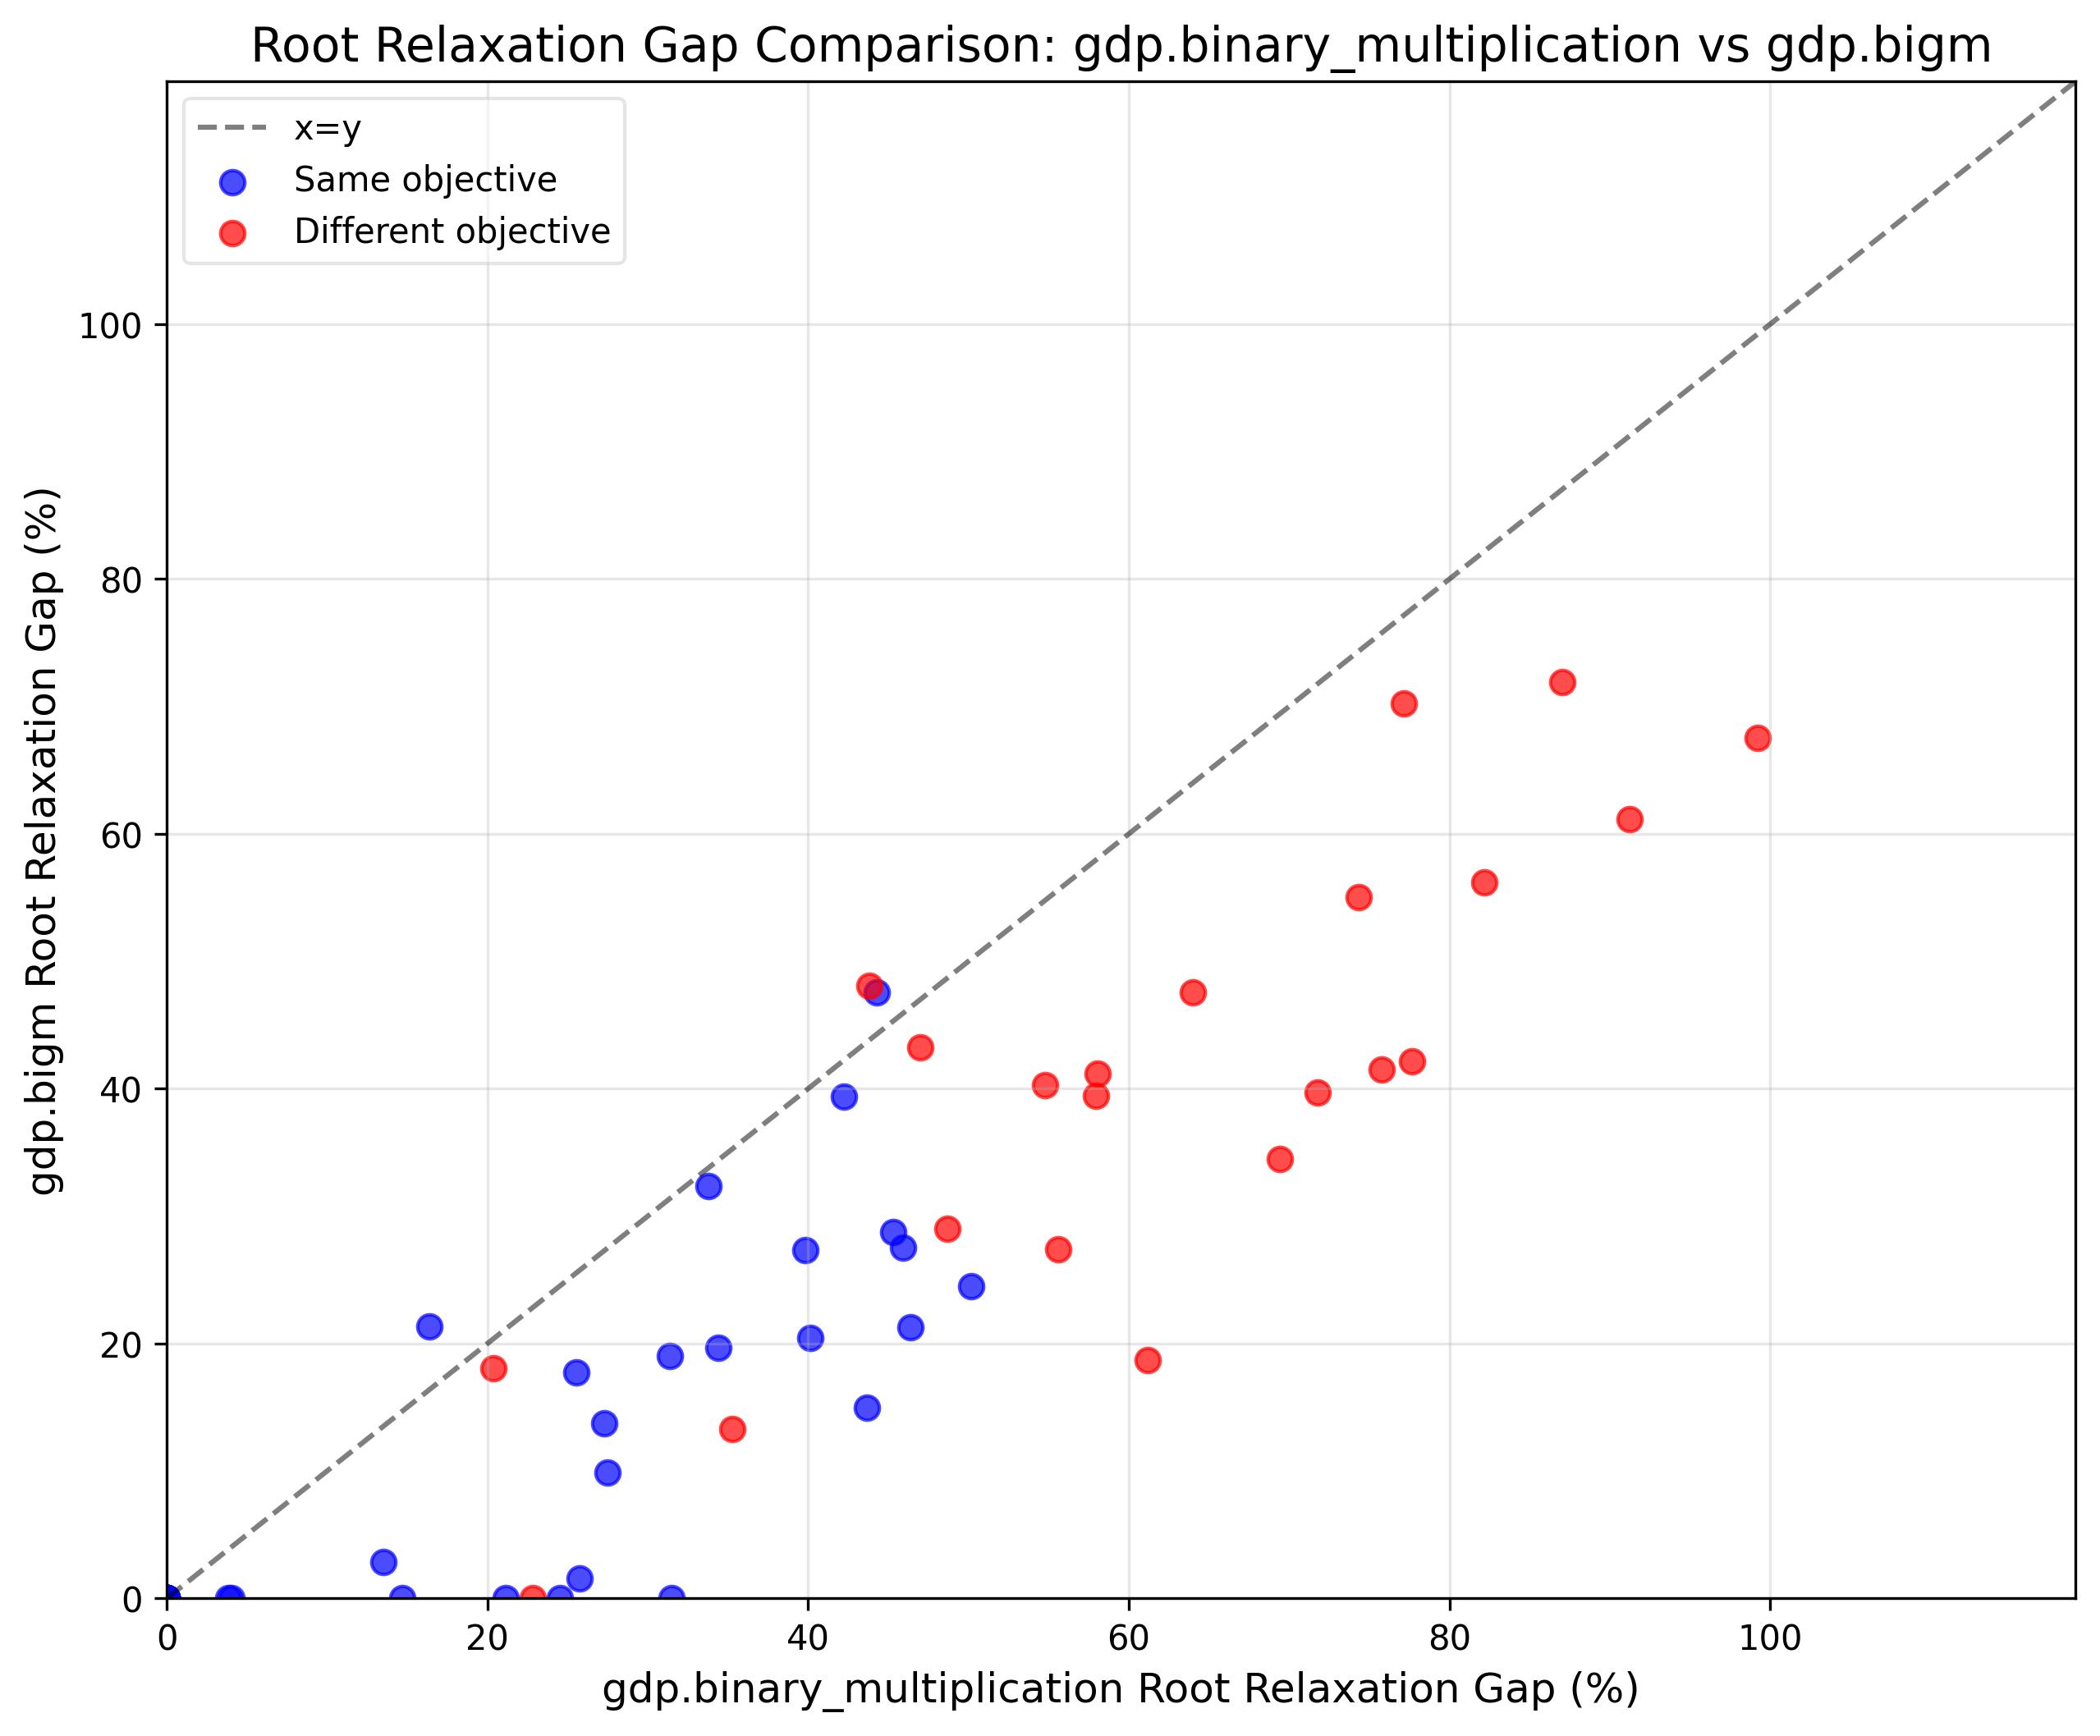 Root Relaxation Gap Comparison: gdp.binary_multiplication vs gdp.bigm
x=y
Same objective
Different objective
gdp.bigm Root Relaxation Gap (%)
100
80
60
40
20
0
0 20 40 60 80 100
gdp.binary_multiplication Root Relaxation Gap (%)